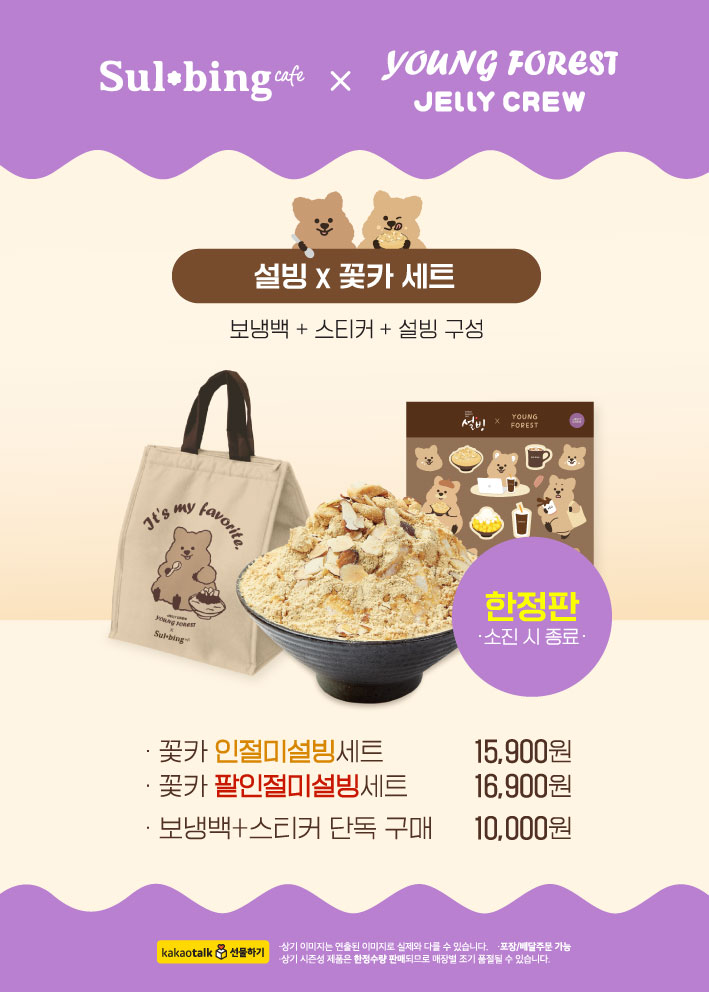 Sul•bing cafe × YOUNG FOREST
JELLY CREW
설빙 x 꽃카 세트
보냉백 + 스티커 + 설빙 구성
설빙 × YOUNG
FOREST
It's my favorite.
YOUNG FOREST
×
Sul•bing cafe
한정판
·소진 시 종료·
· 꽃카 인절미설빙세트 15,900원
· 꽃카 팥인절미설빙세트 16,900원
· 보냉백+스티커 단독 구매 10,000원
kakaotalk 선물하기
·상기 이미지는 연출된 이미지로 실제와 다를 수 있습니다. ·포장/배달주문 가능
·상기 시즌성 제품은 한정수량 판매되므로 매장별 조기 품절될 수 있습니다.